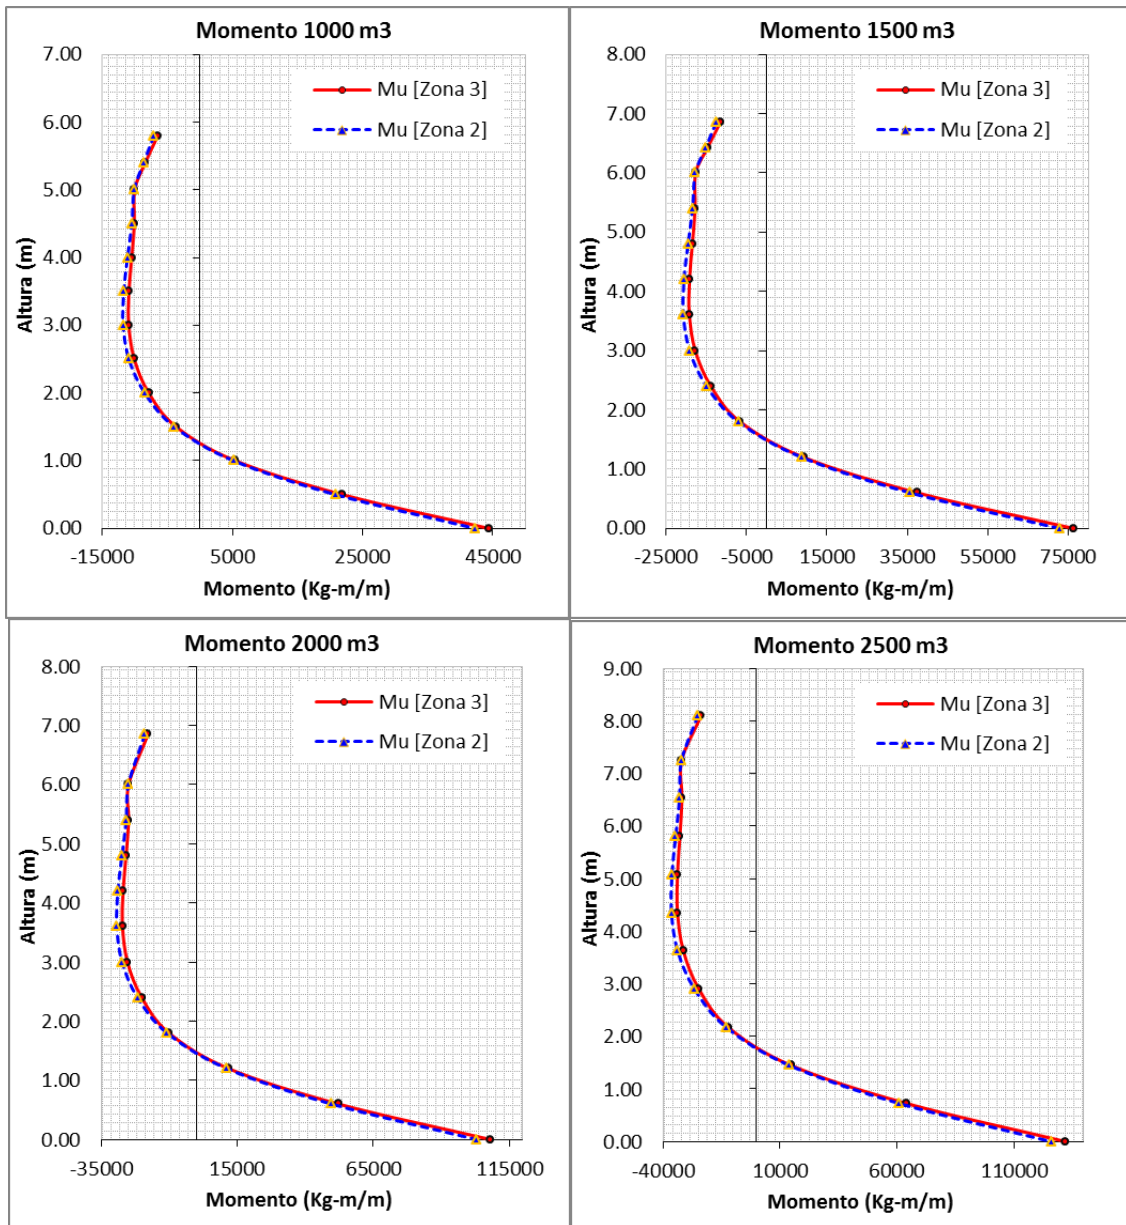 Momento 1000 m3
7.00
6.00
5.00
4.00
3.00
2.00
1.00
0.00
Altura (m)
Mu [Zona 3]
Mu [Zona 2]
-15000 5000 25000 45000
Momento (Kg-m/m)
Momento 1500 m3
8.00
7.00
6.00
5.00
4.00
3.00
2.00
1.00
0.00
Altura (m)
Mu [Zona 3]
Mu [Zona 2]
-25000 -5000 15000 35000 55000 75000
Momento (Kg-m/m)
Momento 2000 m3
8.00
7.00
6.00
5.00
4.00
3.00
2.00
1.00
0.00
Altura (m)
Mu [Zona 3]
Mu [Zona 2]
-35000 15000 65000 115000
Momento (Kg-m/m)
Momento 2500 m3
9.00
8.00
7.00
6.00
5.00
4.00
3.00
2.00
1.00
0.00
Altura (m)
Mu [Zona 3]
Mu [Zona 2]
-40000 10000 60000 110000
Momento (Kg-m/m)